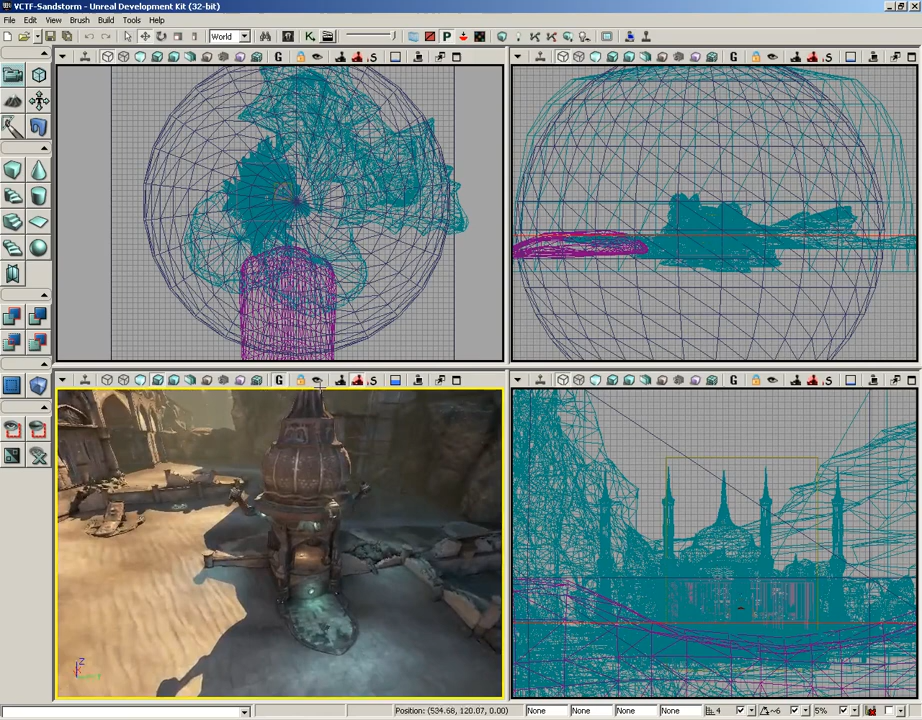 VCTF-Sandstorm - Unreal Development Kit (32-bit)
File Edit View Brush Build Tools Help
World
P
G S
G S
G S
G S
Z
Position: (534.68, 120.07, 0.00) None None None None 4 ~6 5%